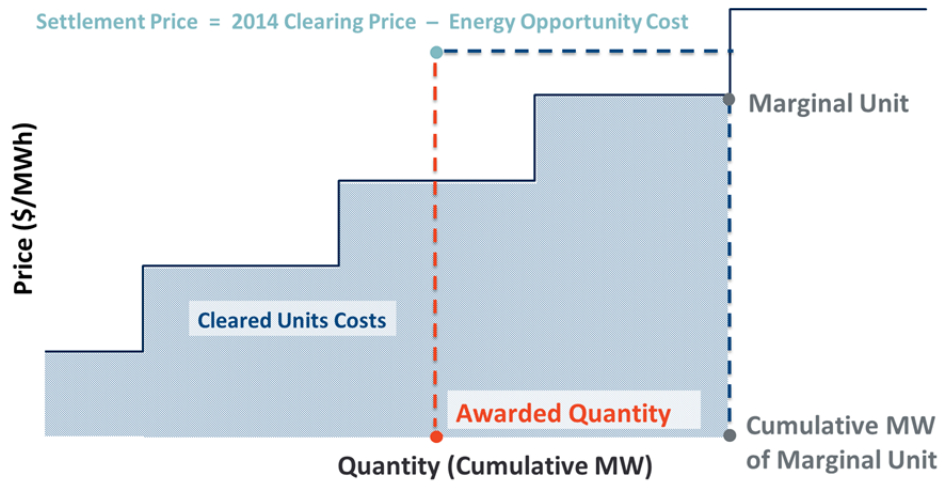 Settlement Price = 2014 Clearing Price – Energy Opportunity Cost
Marginal Unit
Price ($/MWh)
Cleared Units Costs
Awarded Quantity
Cumulative MW
of Marginal Unit
Quantity (Cumulative MW)